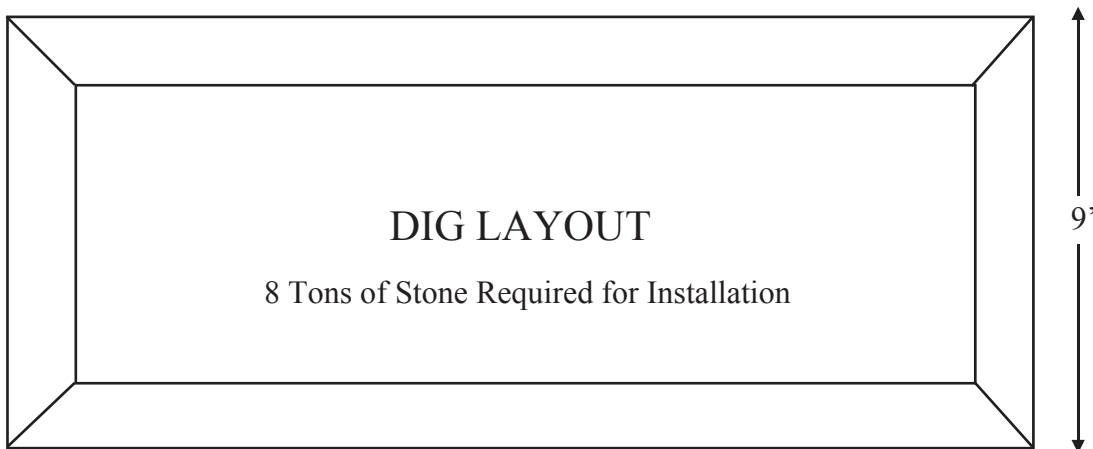 DIG LAYOUT
9’
8 Tons of Stone Required for Installation